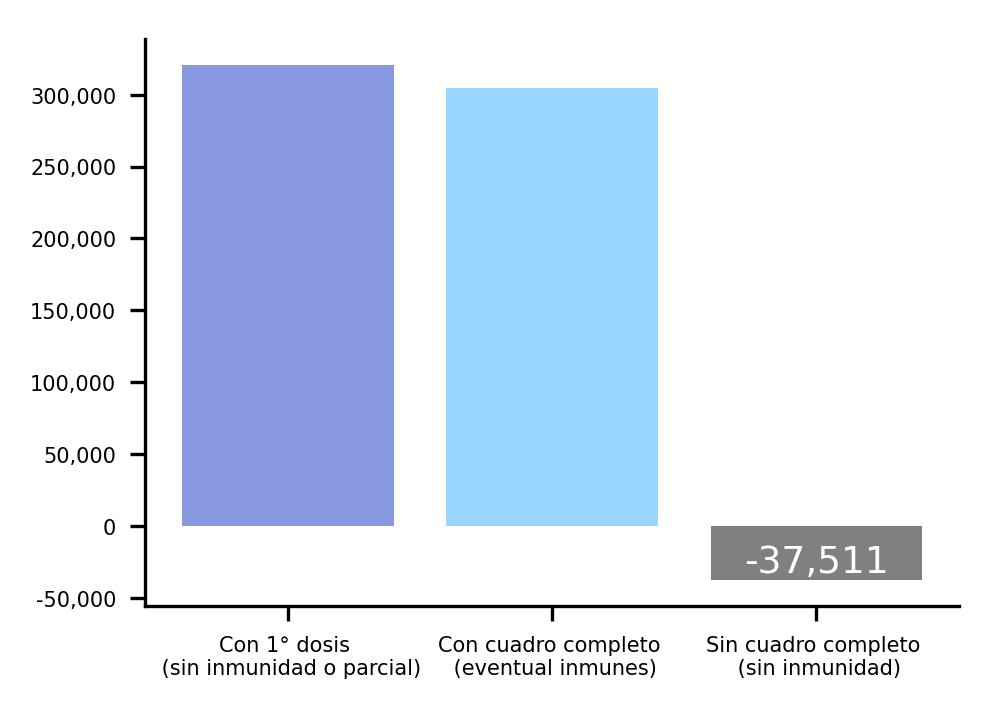 300,000
250,000
200,000
150,000
100,000
50,000
0
-50,000
-37,511
Con 1° dosis
(sin inmunidad o parcial)
Con cuadro completo
(eventual inmunes)
Sin cuadro completo
(sin inmunidad)